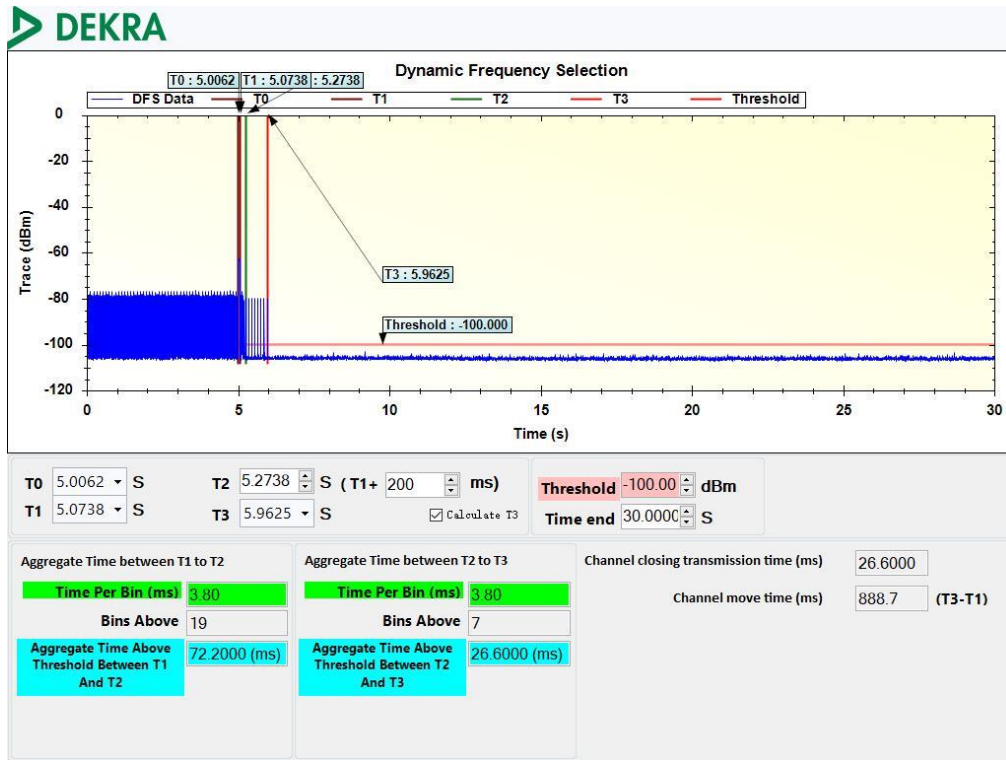 DEKRA
Dynamic Frequency Selection
T0 : 5.0062 T1 : 5.0738 : 5.2738
DFS Data T0 T1 T2 T3 Threshold
0
-20
-40
-60
-80
-100
-120
Trace (dBm)
T3 : 5.9625
Threshold : -100.000
0 5 10 15 20 25 30
Time (s)
T0 5.0062 S T2 5.2738 S ( T1+ 200 ms) Threshold -100.00 dBm
T1 5.0738 S T3 5.9625 S Calculate T3 Time end 30.0000 S
Aggregate Time between T1 to T2
Time Per Bin (ms) 3.80
Bins Above 19
Aggregate Time Above
Threshold Between T1
And T2
72.2000 (ms)
Aggregate Time between T2 to T3
Time Per Bin (ms) 3.80
Bins Above 7
Aggregate Time Above
Threshold Between T2
And T3
26.6000 (ms)
Channel closing transmission time (ms) 26.6000
Channel move time (ms) 888.7 (T3-T1)